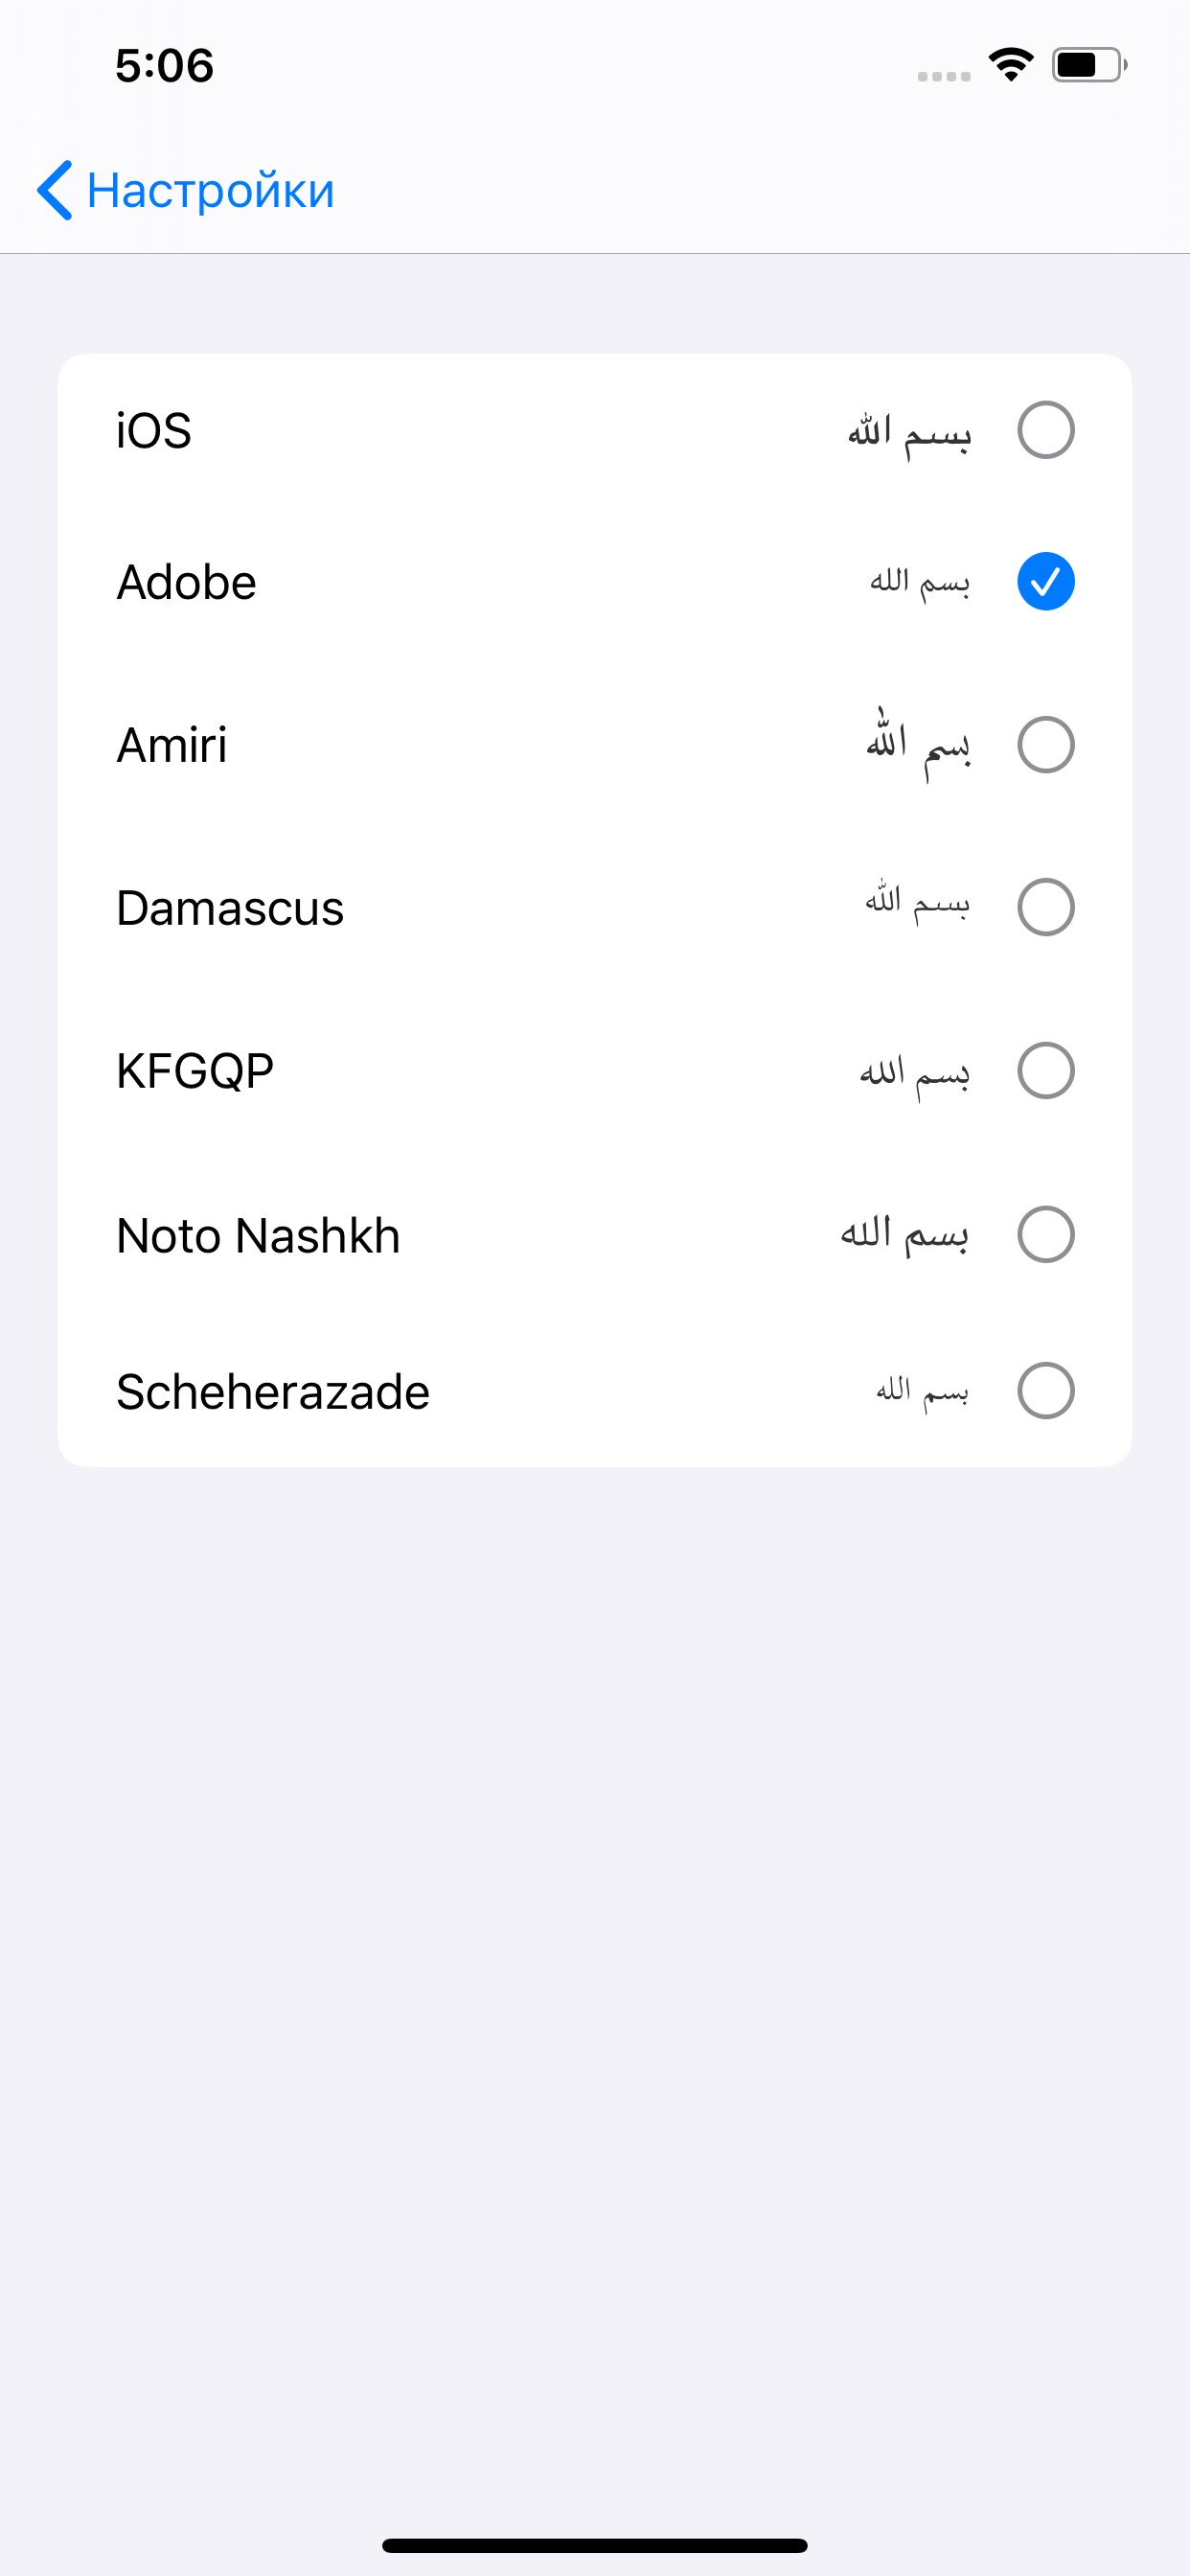 5:06
Настройки
iOS بسم الله
Adobe بسم الله
Amiri بسم الله
Damascus بسم الله
KFGQP بسم الله
Noto Nashkh بسم الله
Scheherazade بسم الله